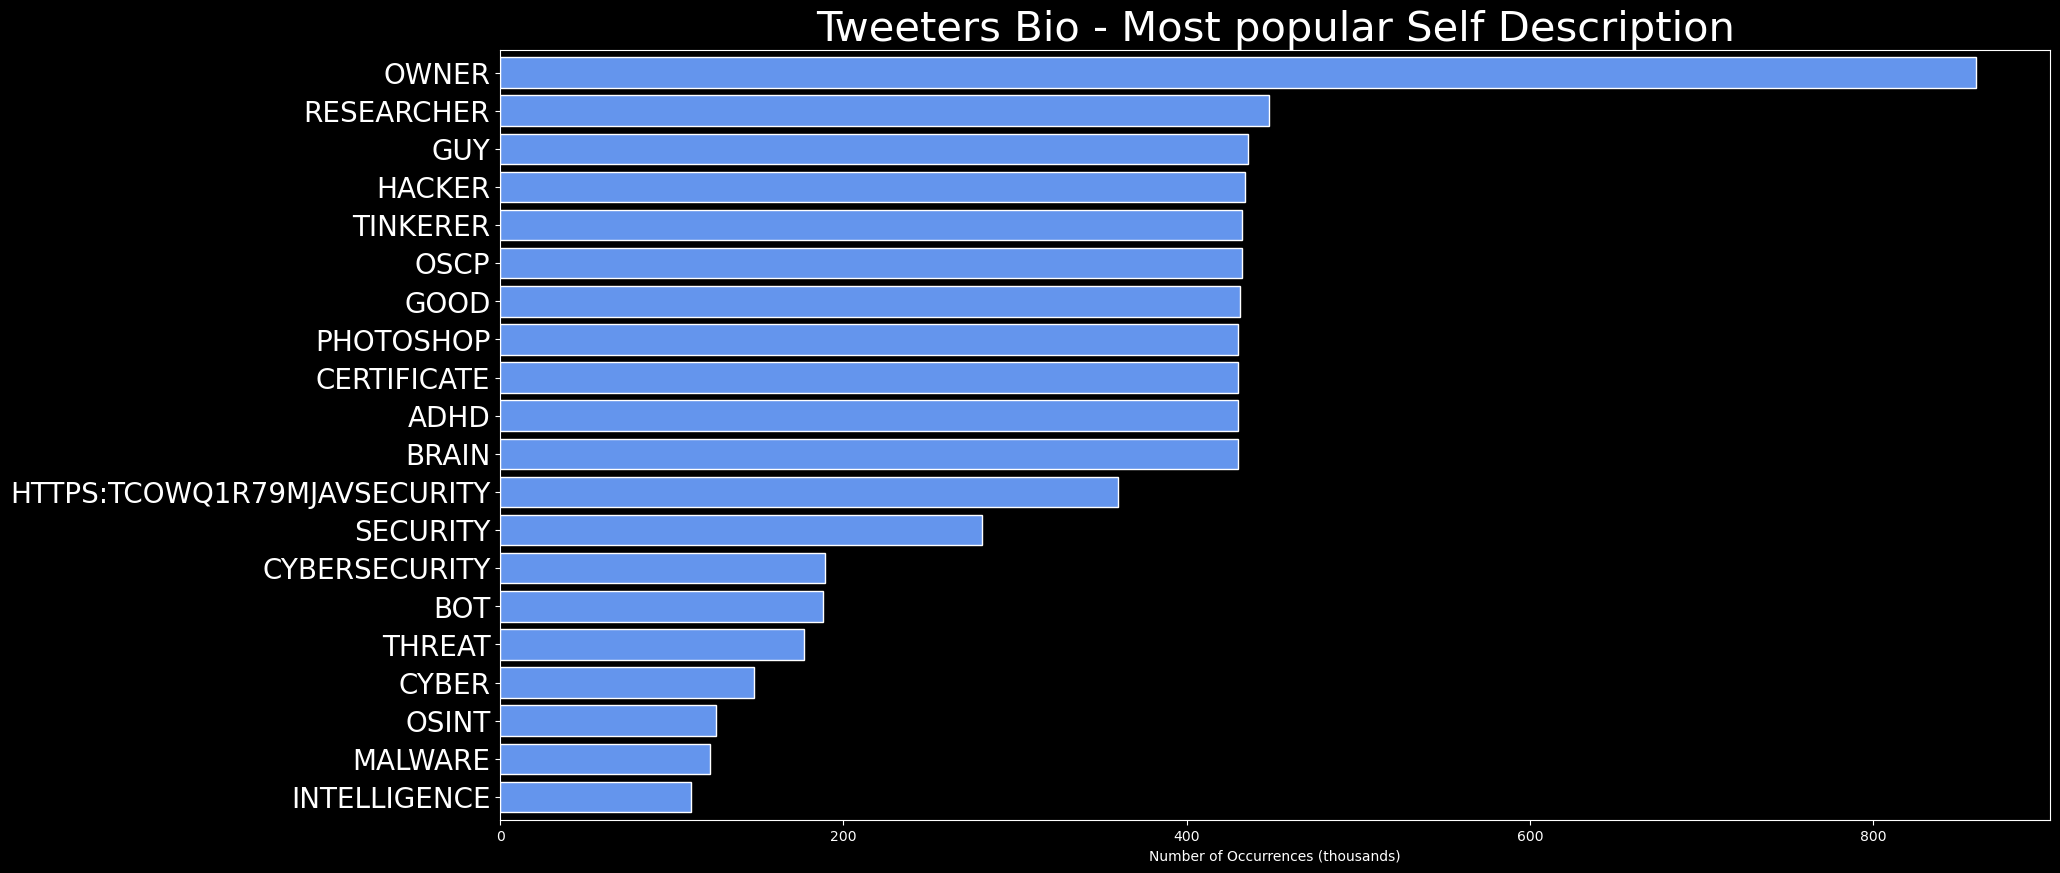 Tweeters Bio - Most popular Self Description
OWNER
RESEARCHER
GUY
HACKER
TINKERER
OSCP
GOOD
PHOTOSHOP
CERTIFICATE
ADHD
BRAIN
HTTPS:TCOWQ1R79MJAVSECURITY
SECURITY
CYBERSECURITY
BOT
THREAT
CYBER
OSINT
MALWARE
INTELLIGENCE
0 200 400 600 800
Number of Occurrences (thousands)